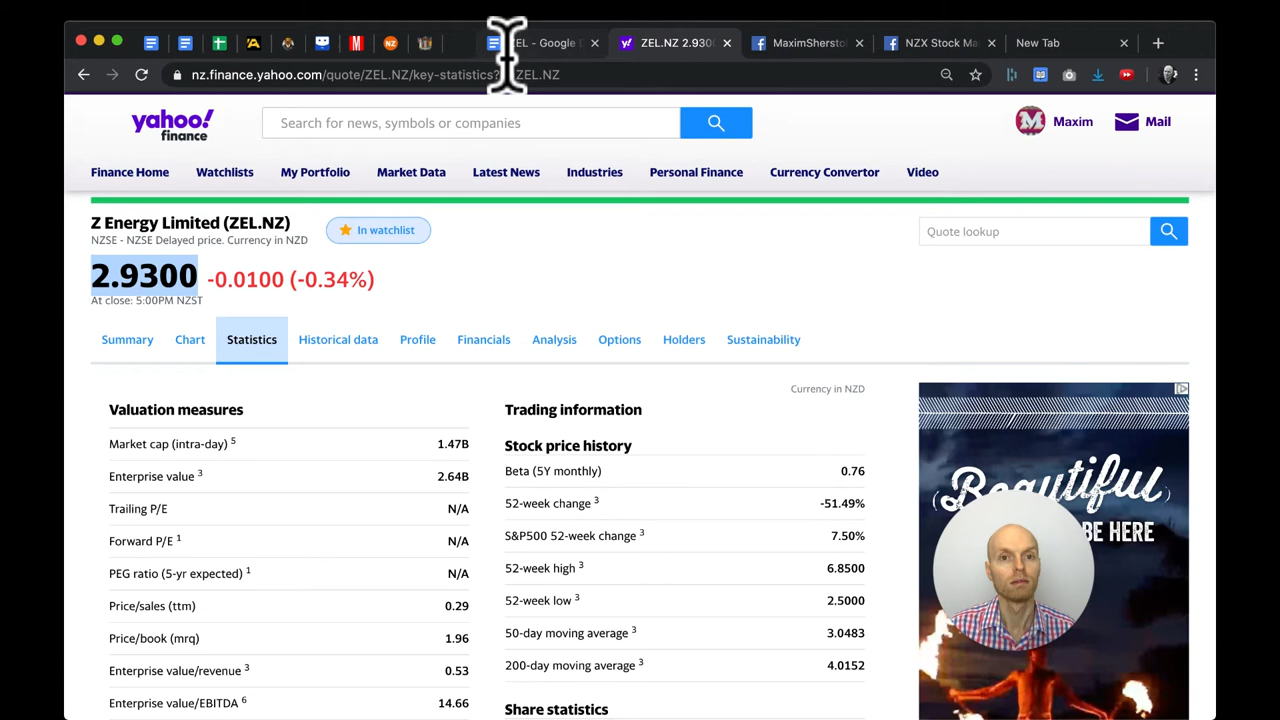 ZEL - Google
ZEL.NZ 2.930
MaximSherstob
NZX Stock Ma
New Tab
nz.finance.yahoo.com/quote/ZEL.NZ/key-statistics? ZEL.NZ
yahoo!
finance
Search for news, symbols or companies
Maxim
Mail
Finance Home Watchlists My Portfolio Market Data Latest News Industries Personal Finance Currency Convertor Video
Z Energy Limited (ZEL.NZ)
In watchlist
Quote lookup
NZSE - NZSE Delayed price. Currency in NZD
2.9300 -0.0100 (-0.34%)
At close: 5:00PM NZST
Summary Chart Statistics Historical data Profile Financials Analysis Options Holders Sustainability
Currency in NZD
Valuation measures
Market cap (intra-day) 5 1.47B
Enterprise value 3 2.64B
Trailing P/E N/A
Forward P/E 1 N/A
PEG ratio (5-yr expected) 1 N/A
Price/sales (ttm) 0.29
Price/book (mrq) 1.96
Enterprise value/revenue 3 0.53
Enterprise value/EBITDA 6 14.66
Trading information
Stock price history
Beta (5Y monthly) 0.76
52-week change 3 -51.49%
S&P500 52-week change 3 7.50%
52-week high 3 6.8500
52-week low 3 2.5000
50-day moving average 3 3.0483
200-day moving average 3 4.0152
Share statistics
Beautiful
BE HERE